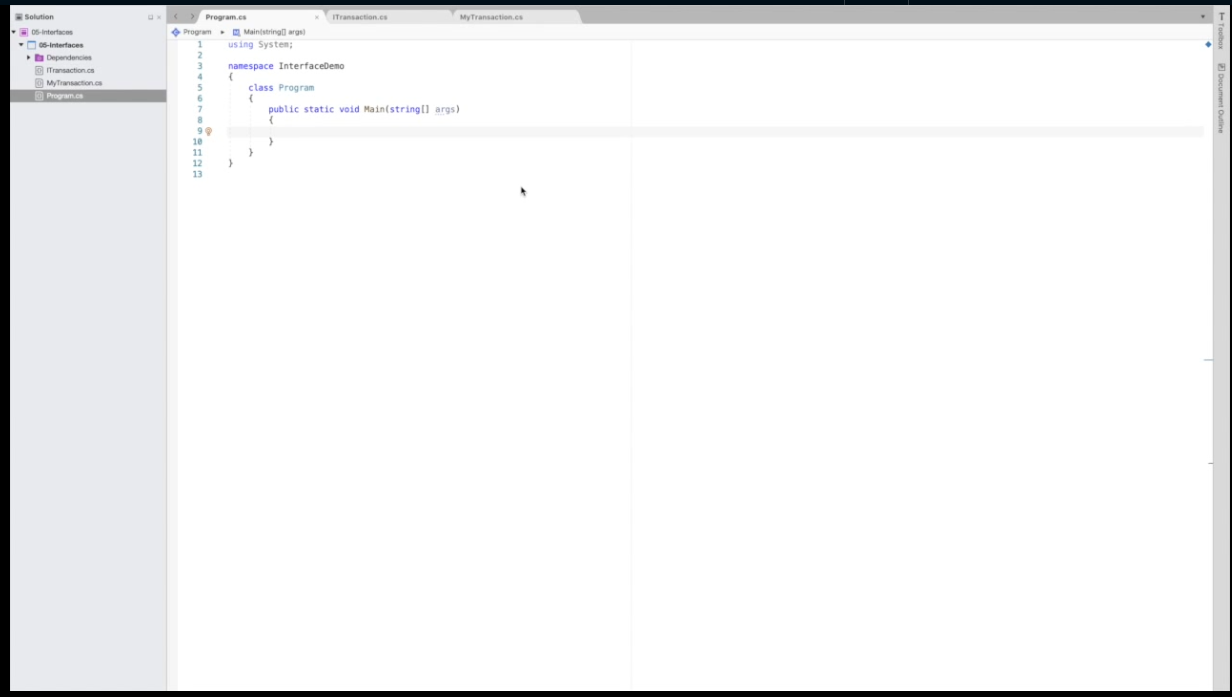 Solution
05-Interfaces
05-Interfaces
Dependencies
ITransaction.cs
MyTransaction.cs
Program.cs
Program.cs ITransaction.cs MyTransaction.cs
Program Main(string[] args)
1 using System;
2
3 namespace InterfaceDemo
4 {
5 class Program
6 {
7 public static void Main(string[] args)
8 {
9
10 }
11 }
12 }
13
Toolbox
Document Outline